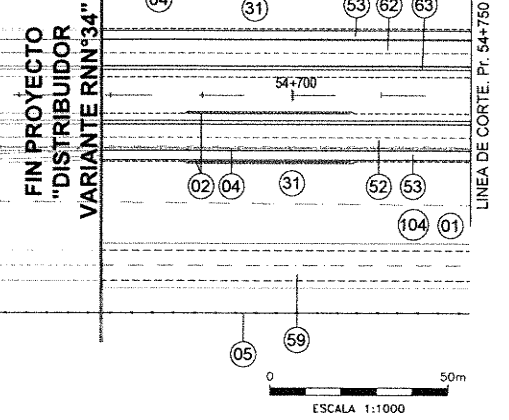 31
53 62 63
FIN PROYECTO
"DISTRIBUIDOR
VARIANTE RNN°34"
54+700
LINEA DE CORTE. Pr. 54+750
02 04 31 52 53
104 01
59
05
0 50m
ESCALA 1:1000